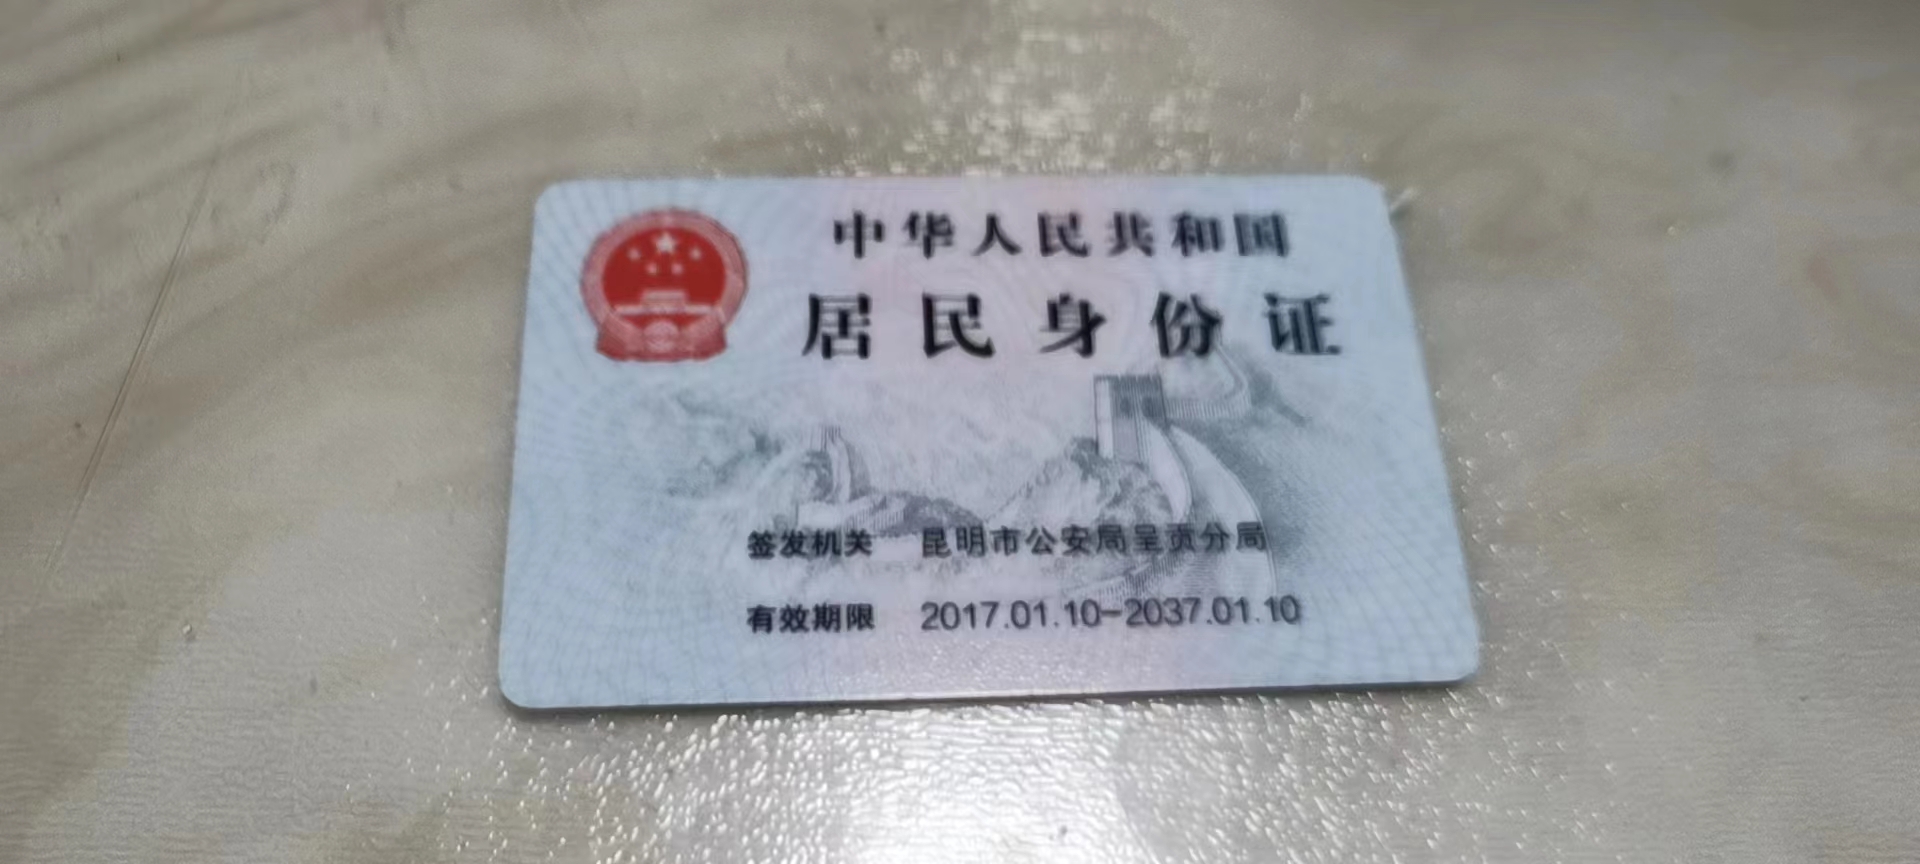 中华人民共和国
居民身份证
签发机关 昆明市公安局呈贡分局
有效期限 2017.01.10-2037.01.10